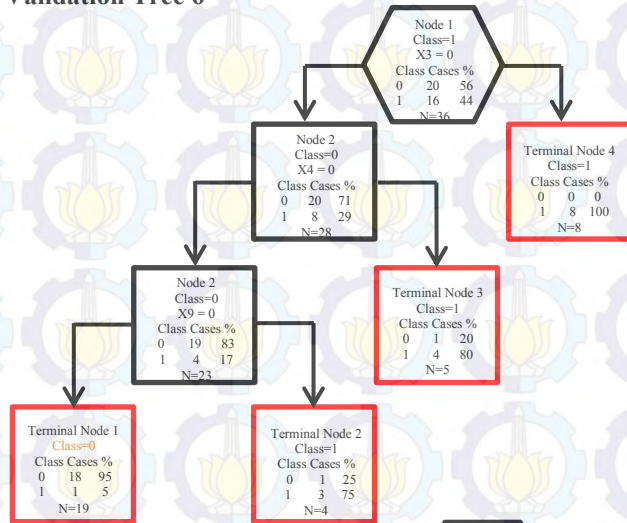 Validation Tree 6
Node 1
Class=1
X3 = 0
Class Cases %
0 20 56
1 16 44
N=36
Node 2
Class=0
X4 = 0
Class Cases %
0 20 71
1 8 29
N=28
Terminal Node 4
Class=1
Class Cases %
0 0 0
1 8 100
N=8
Node 2
Class=0
X9 = 0
Class Cases %
0 19 83
1 4 17
N=23
Terminal Node 3
Class=1
Class Cases %
0 1 20
1 4 80
N=5
Terminal Node 1
Class=0
Class Cases %
0 18 95
1 1 5
N=19
Terminal Node 2
Class=1
Class Cases %
0 1 25
1 3 75
N=4